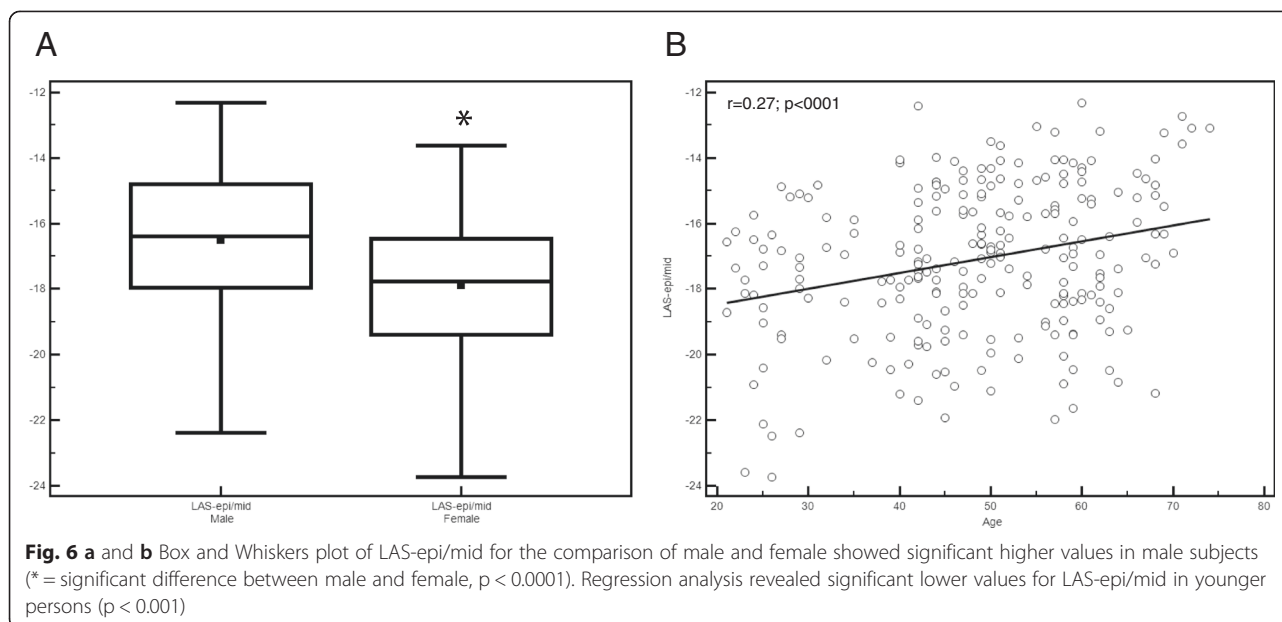 A
-12
-14
-16
-18
-20
-22
-24
*
LAS-epi/mid
Male
LAS-epi/mid
Female
B
r=0.27; p<0001
-12
-14
-16
-18
-20
-22
-24
LAS-epi/mid
20 30 40 50 60 70 80
Age
Fig. 6 a and b Box and Whiskers plot of LAS-epi/mid for the comparison of male and female showed significant higher values in male subjects
(* = significant difference between male and female, p < 0.0001). Regression analysis revealed significant lower values for LAS-epi/mid in younger
persons (p < 0.001)